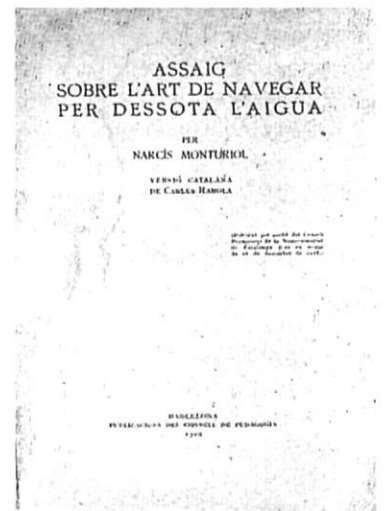 ASSAIG
SOBRE L'ART DE NAVEGAR
PER DESSOTA L'AIGUA
PER
NARCÍS MONTURIOL
VERSIÓ CATALANA
DE CARLES RAHOLA
BARCELONA
PUBLICACIONS DEL CONSELL DE PEDAGOGIA